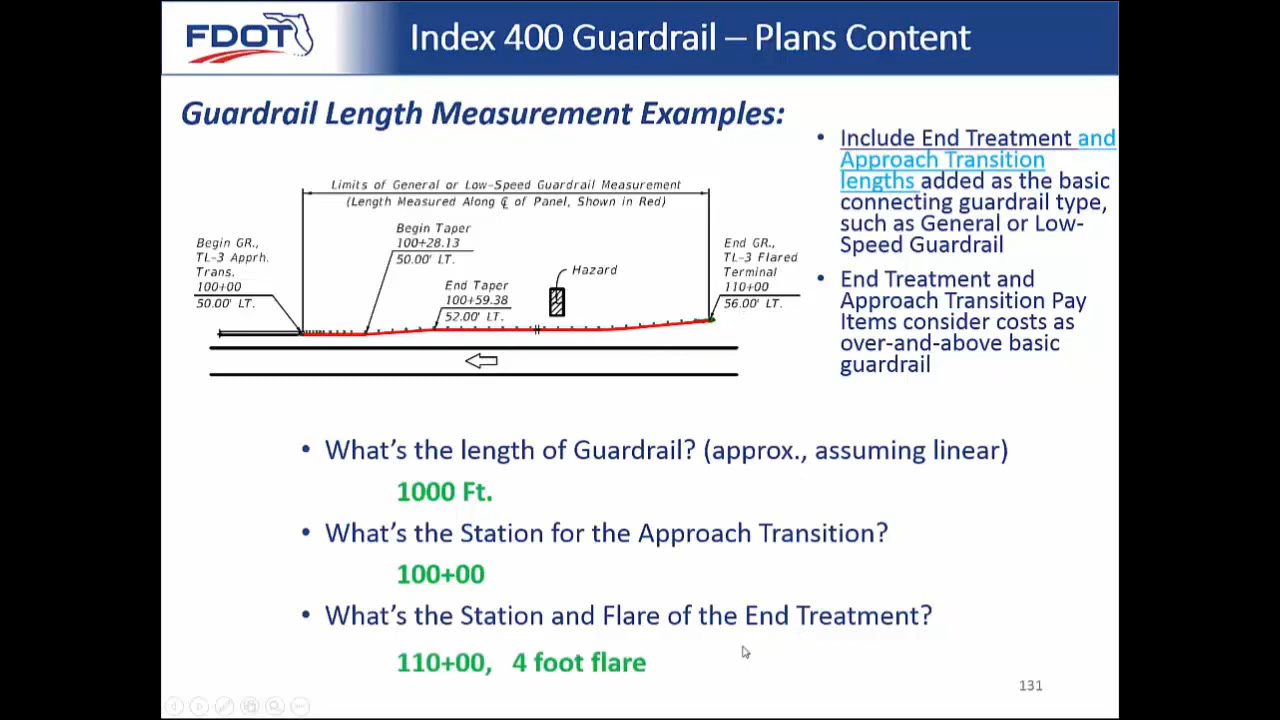 FDOT
Index 400 Guardrail – Plans Content
Guardrail Length Measurement Examples:
Limits of General or Low-Speed Guardrail Measurement
(Length Measured Along ℄ of Panel, Shown in Red)
Begin GR.,
TL-3 Apprh.
Trans.
100+00
50.00' LT.
Begin Taper
100+28.13
50.00' LT.
End Taper
100+59.38
52.00' LT.
Hazard
End GR.,
TL-3 Flared
Terminal
110+00
56.00' LT.
• Include End Treatment and
Approach Transition
lengths added as the basic
connecting guardrail type,
such as General or Low-
Speed Guardrail
• End Treatment and
Approach Transition Pay
Items consider costs as
over-and-above basic
guardrail
• What's the length of Guardrail? (approx., assuming linear)
1000 Ft.
• What's the Station for the Approach Transition?
100+00
• What's the Station and Flare of the End Treatment?
110+00, 4 foot flare
131